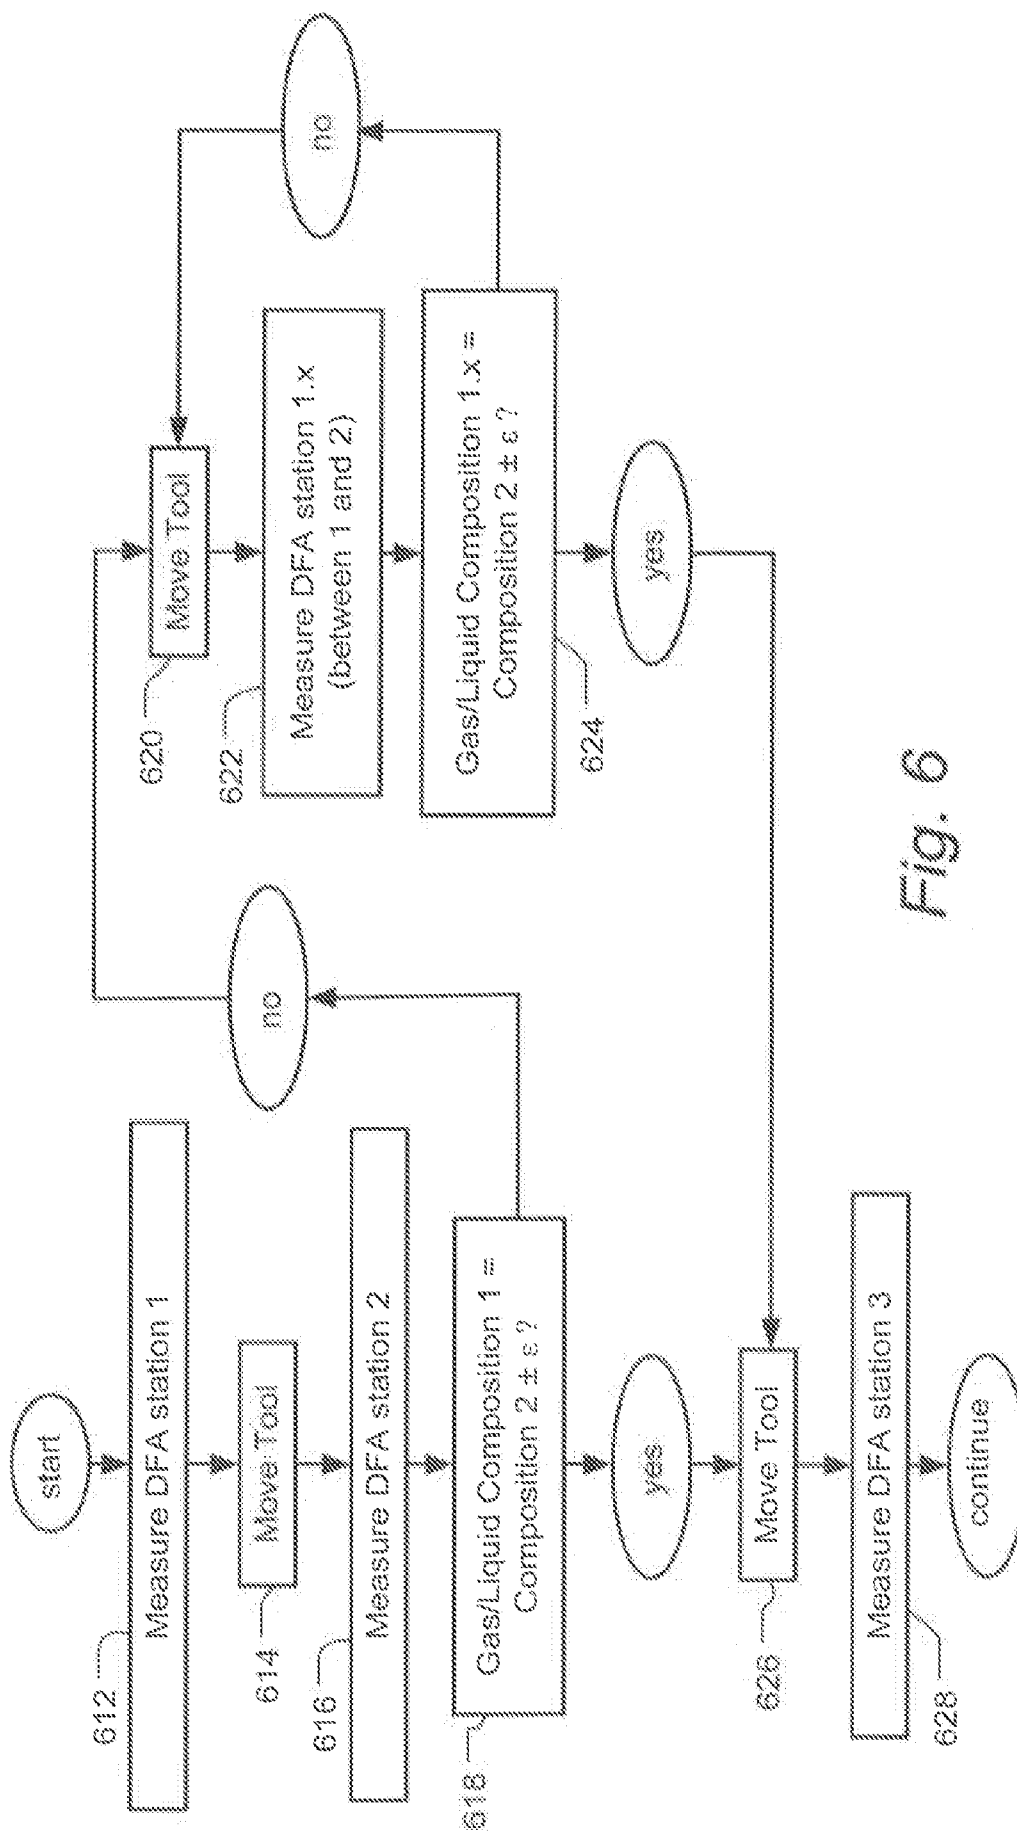 start
612
Measure DFA station 1
614
Move Tool
616
Measure DFA station 2
618
Gas/Liquid Composition 1 =
Composition 2 ± ε ?
no
yes
620
Move Tool
622
Measure DFA station 1.x
(between 1 and 2)
624
Gas/Liquid Composition 1.x =
Composition 2 ± ε ?
no
yes
626
Move Tool
628
Measure DFA station 3
continue
Fig. 6